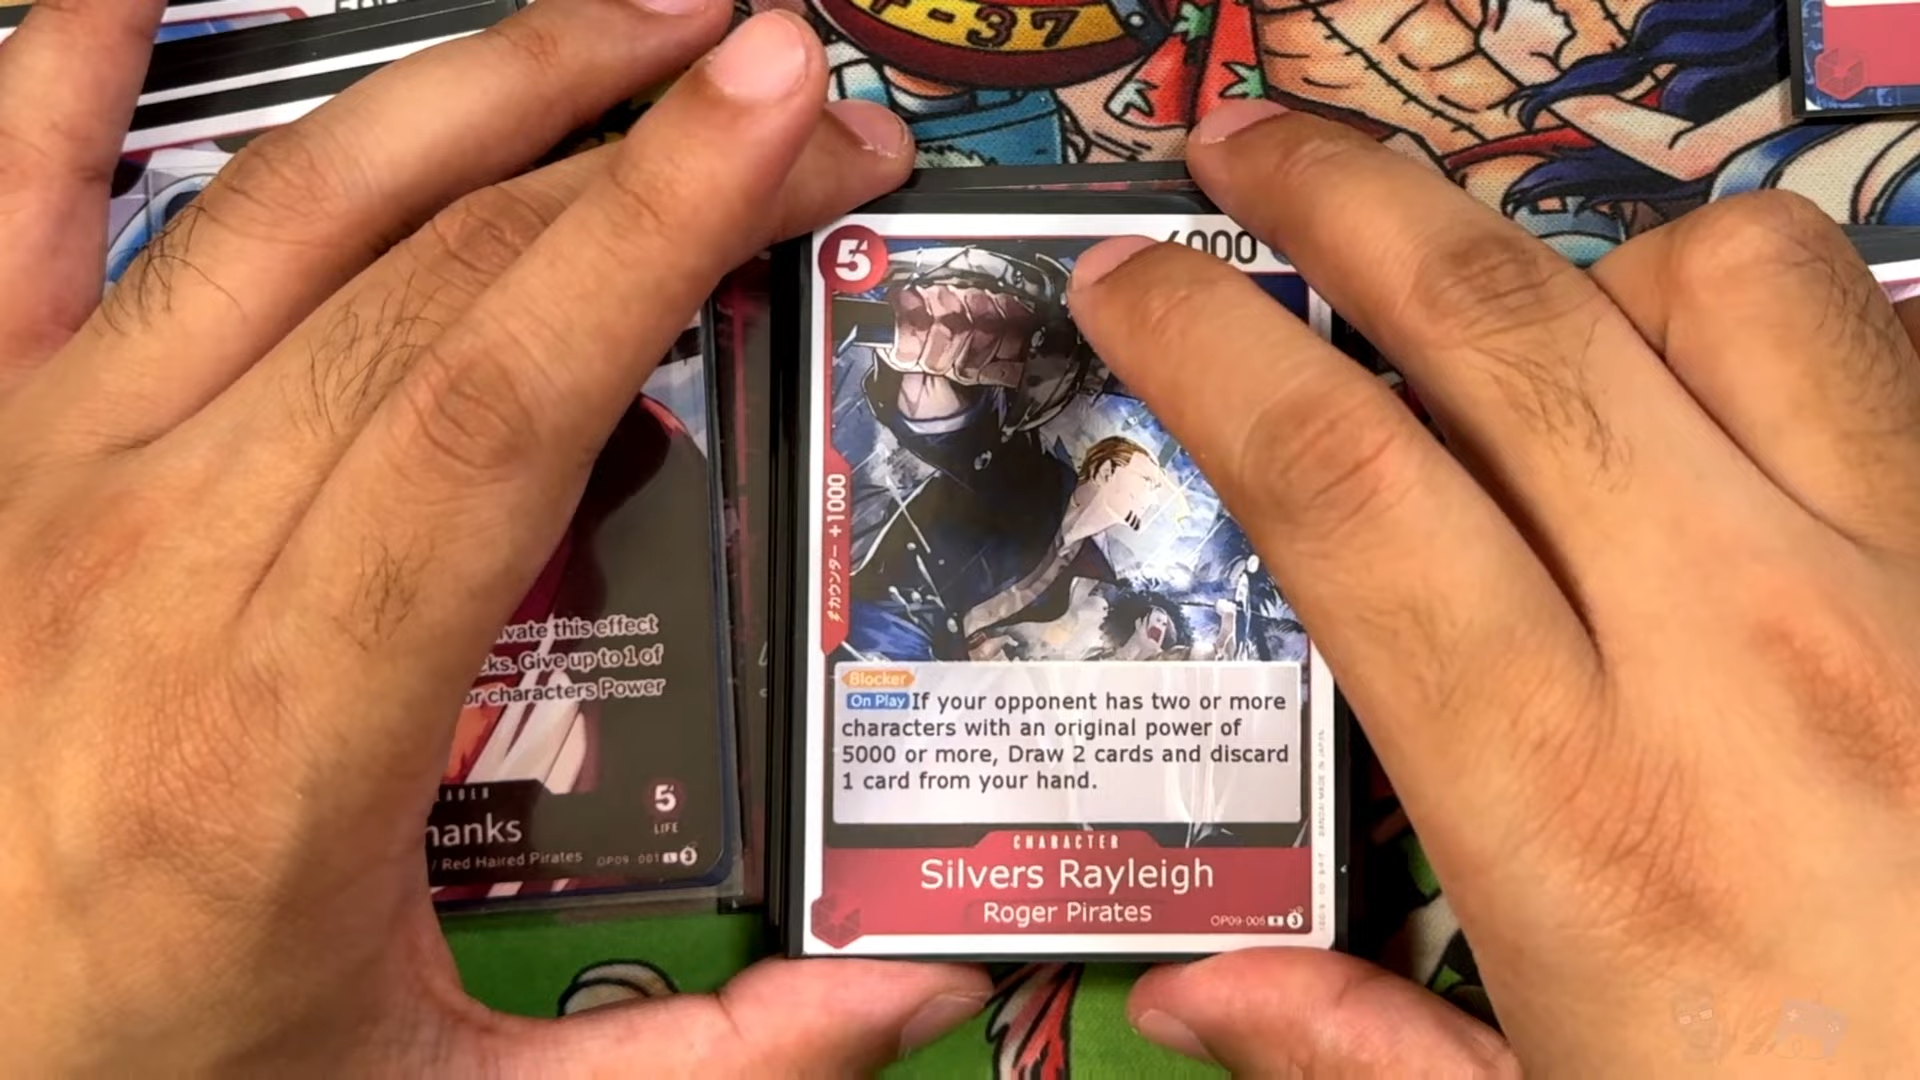 F-37
5
6000
カウンター +1000
Blocker
On Play If your opponent has two or more
characters with an original power of
5000 or more, Draw 2 cards and discard
1 card from your hand.
CHARACTER
Silvers Rayleigh
Roger Pirates
OP09-005 R 3
vate this effect
cks. Give up to 1 of
or characters Power
5
LIFE
hanks
/ Red Haired Pirates
OP09-001 L 3